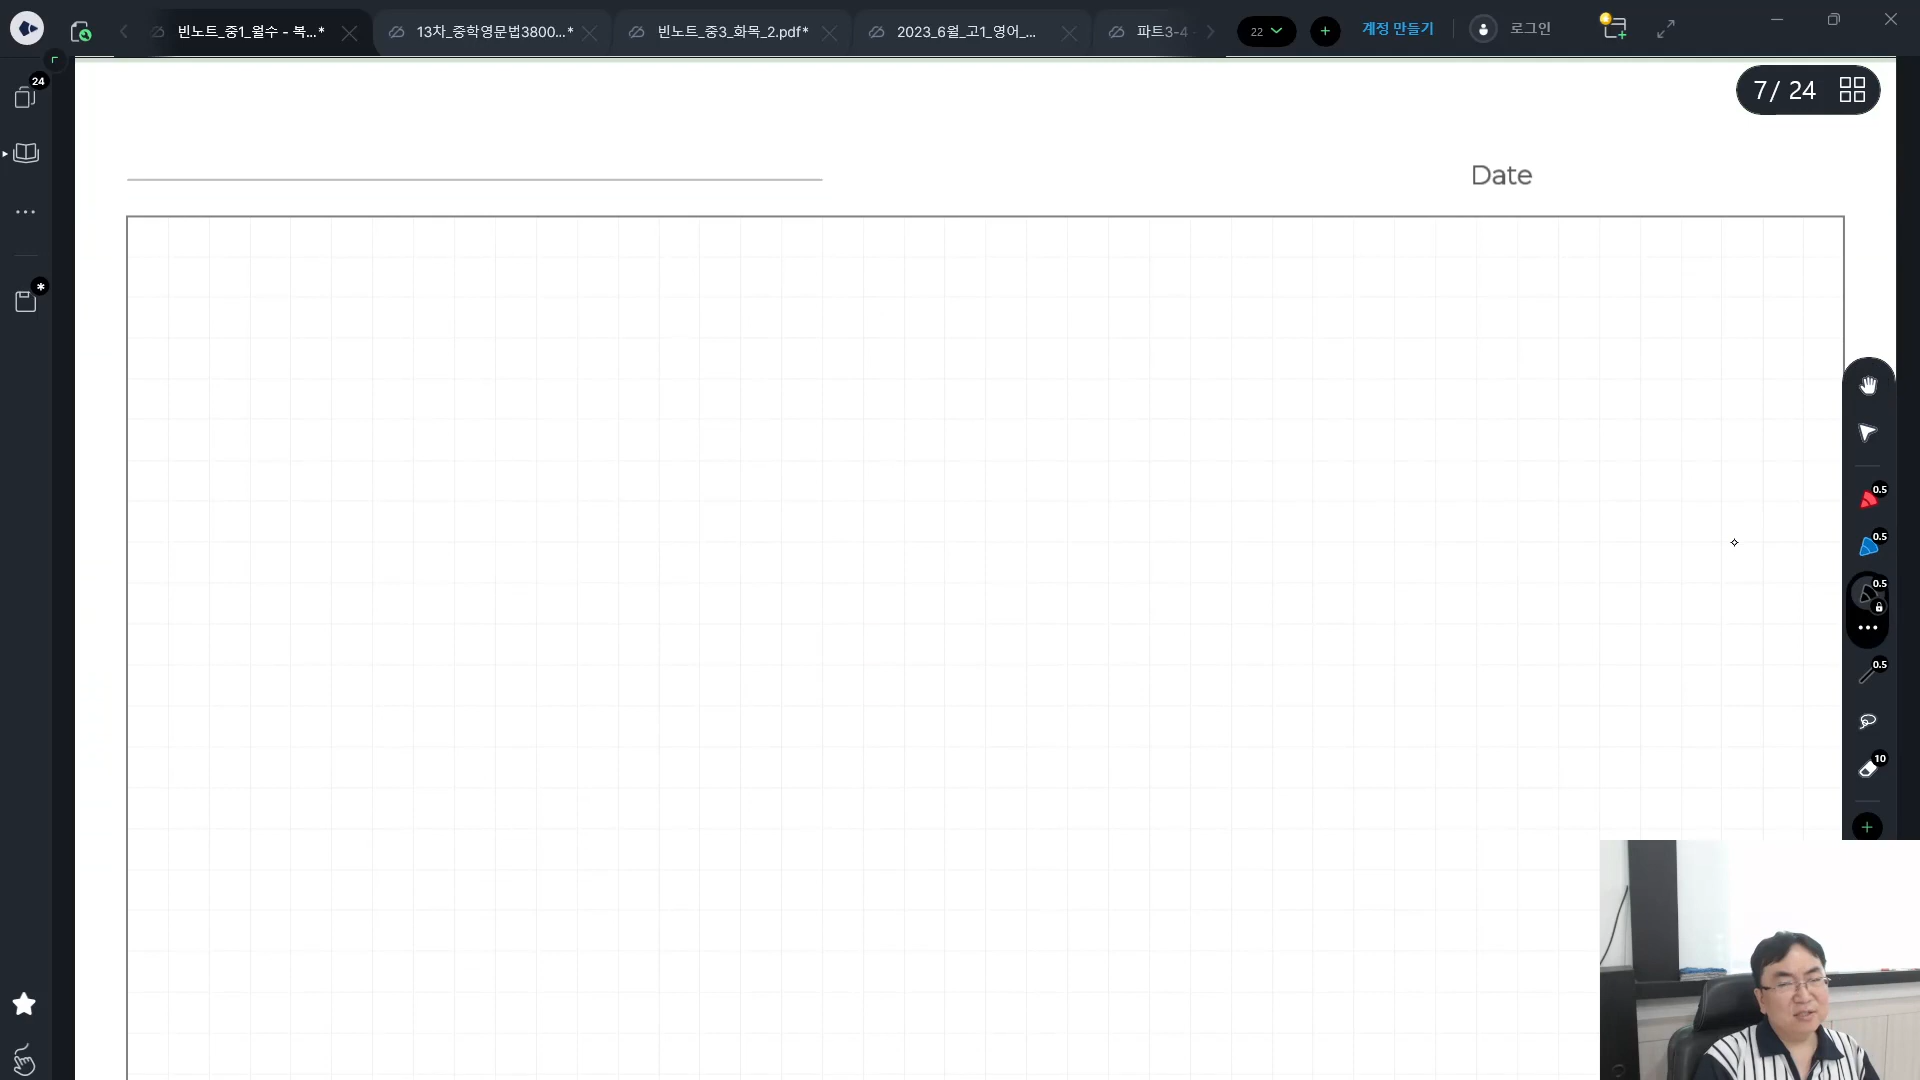 빈노트_중1_월수 - 복...*
13차_중학영문법3800...*
빈노트_중3_화목_2.pdf*
2023_6월_고1_영어_...
파트3-4 -
22
계정 만들기
로그인
24
7/ 24
Date
0.5
0.5
0.5
0.5
10